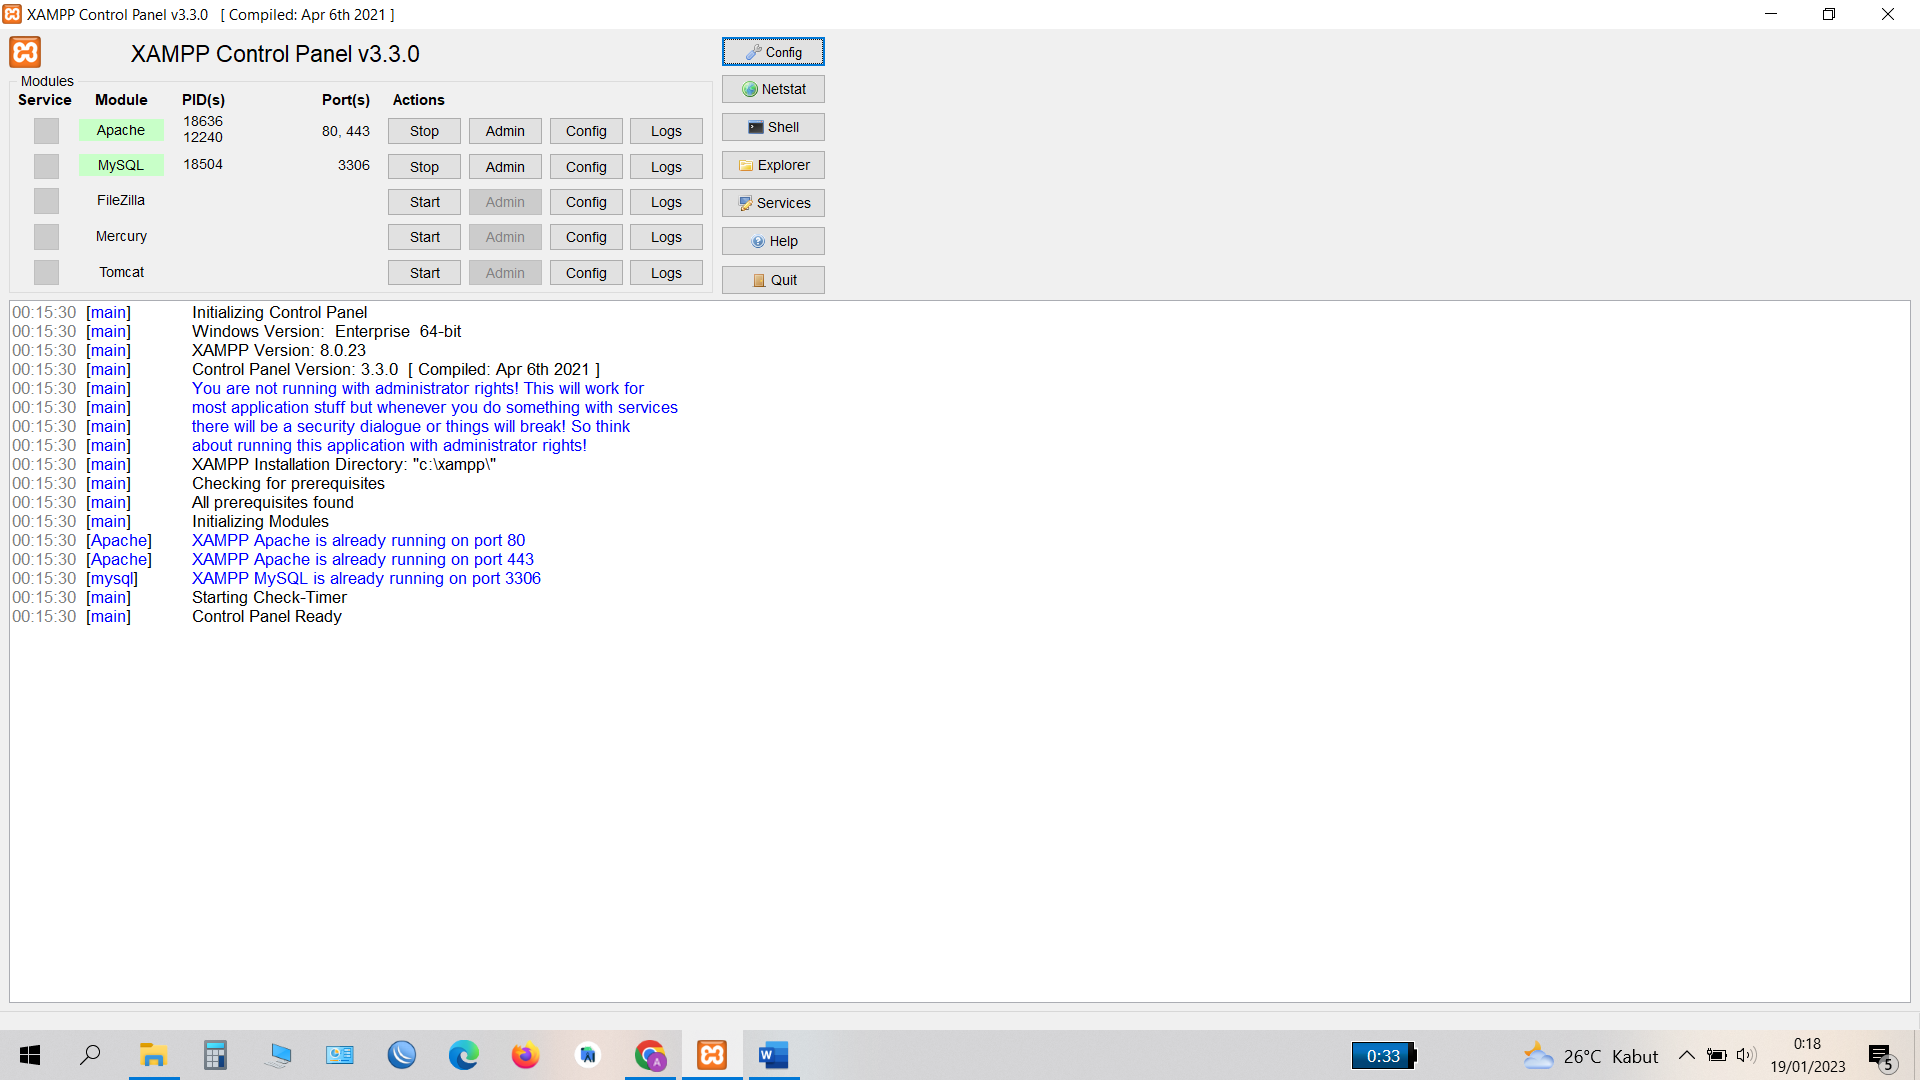 XAMPP Control Panel v3.3.0 [ Compiled: Apr 6th 2021 ]
XAMPP Control Panel v3.3.0
Config
Netstat
Shell
Explorer
Services
Help
Quit
Modules
Service Module PID(s) Port(s) Actions
Apache 18636 12240 80, 443 Stop Admin Config Logs
MySQL 18504 3306 Stop Admin Config Logs
FileZilla Start Admin Config Logs
Mercury Start Admin Config Logs
Tomcat Start Admin Config Logs
00:15:30 [main] Initializing Control Panel
00:15:30 [main] Windows Version: Enterprise 64-bit
00:15:30 [main] XAMPP Version: 8.0.23
00:15:30 [main] Control Panel Version: 3.3.0 [ Compiled: Apr 6th 2021 ]
00:15:30 [main] You are not running with administrator rights! This will work for
00:15:30 [main] most application stuff but whenever you do something with services
00:15:30 [main] there will be a security dialogue or things will break! So think
00:15:30 [main] about running this application with administrator rights!
00:15:30 [main] XAMPP Installation Directory: "c:\xampp\"
00:15:30 [main] Checking for prerequisites
00:15:30 [main] All prerequisites found
00:15:30 [main] Initializing Modules
00:15:30 [Apache] XAMPP Apache is already running on port 80
00:15:30 [Apache] XAMPP Apache is already running on port 443
00:15:30 [mysql] XAMPP MySQL is already running on port 3306
00:15:30 [main] Starting Check-Timer
00:15:30 [main] Control Panel Ready
A
W
0:33
26°C Kabut
0:18
19/01/2023
5